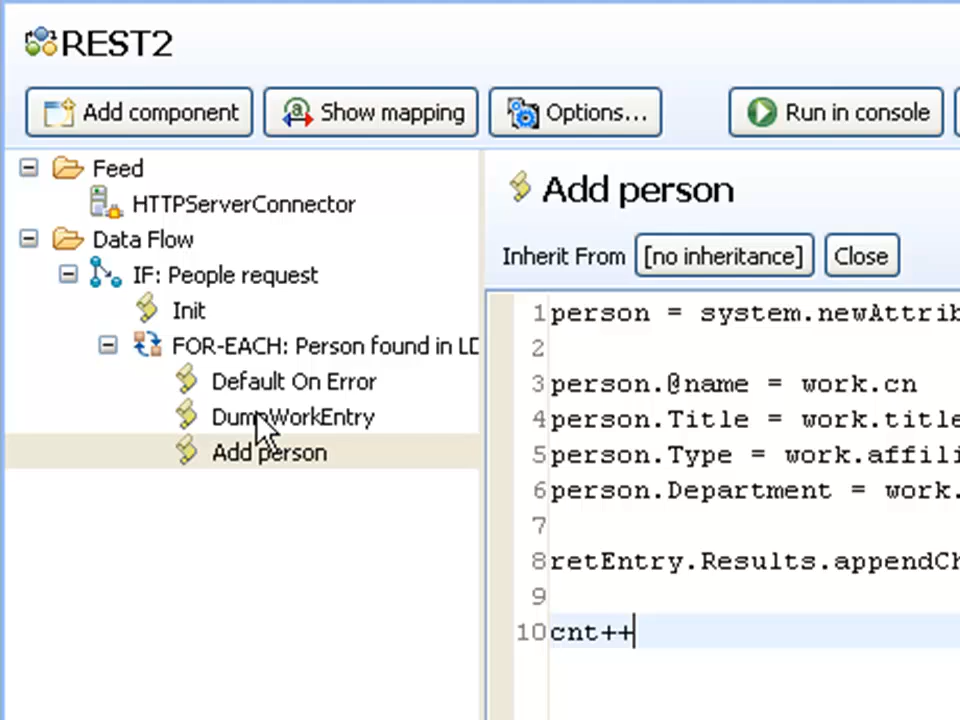 REST2
Add component
Show mapping
Options...
Run in console
Feed
HTTPServerConnector
Data Flow
IF: People request
Init
FOR-EACH: Person found in LD
Default On Error
DumpWorkEntry
Add person
Add person
Inherit From [no inheritance] Close
1 person = system.newAttrib
2
3 person.@name = work.cn
4 person.Title = work.title
5 person.Type = work.affili
6 person.Department = work.
7
8 retEntry.Results.appendCh
9
10 cnt++